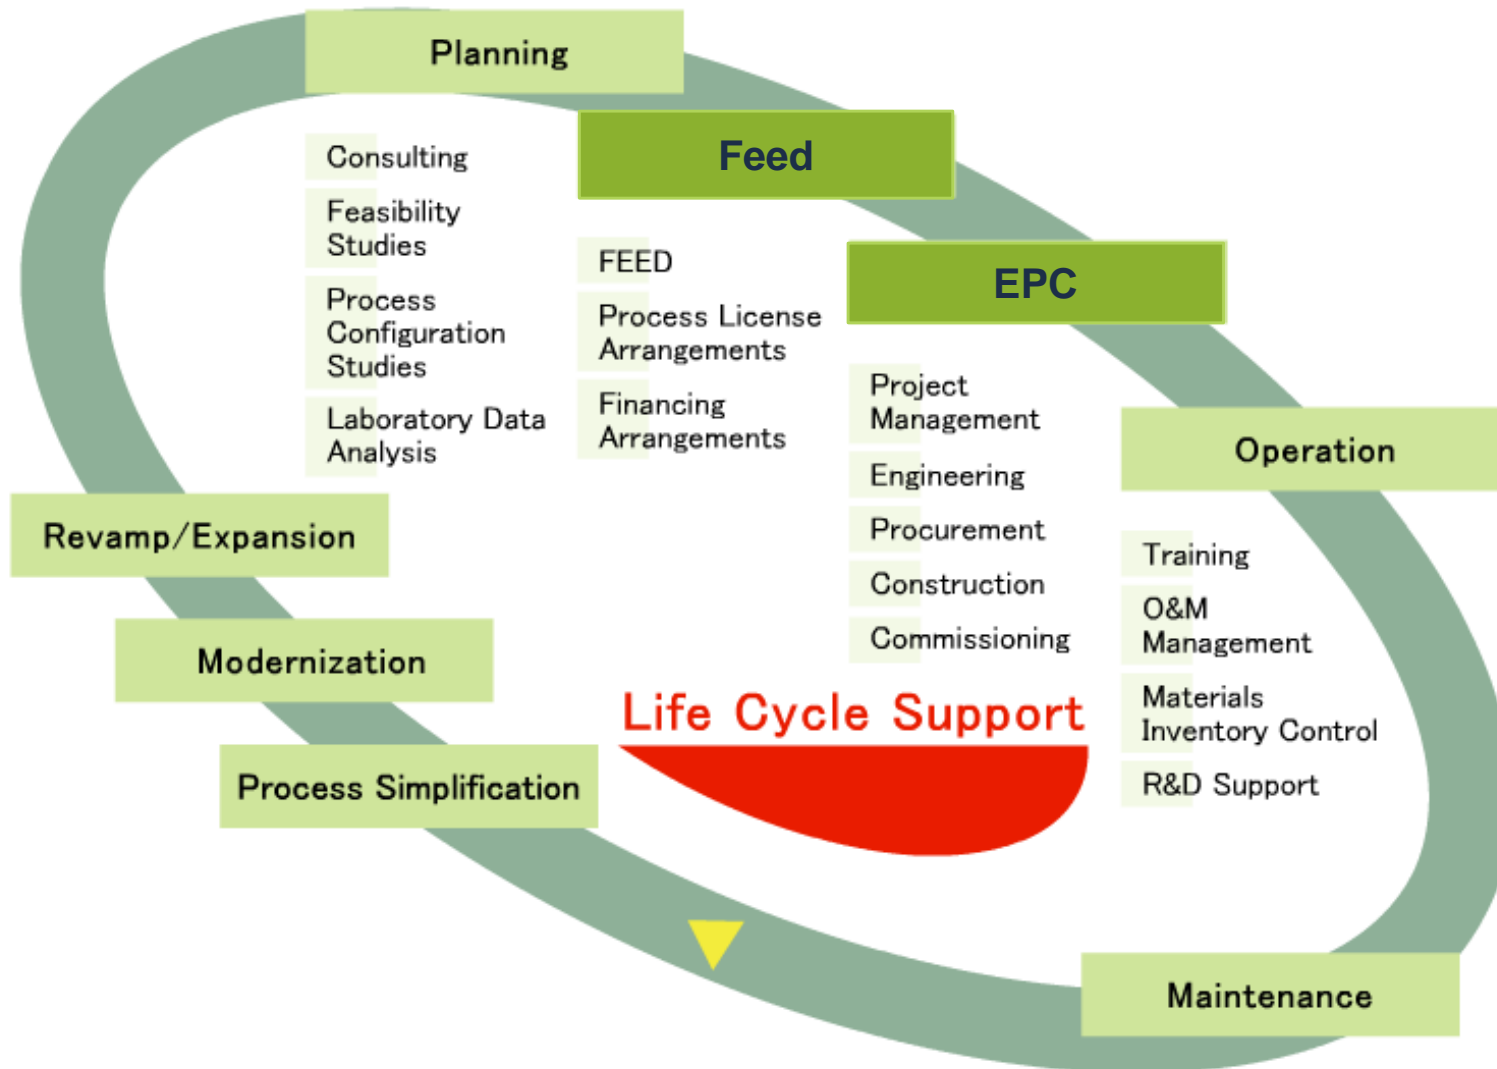 Planning
Consulting
Feasibility
Studies
Process
Configuration
Studies
Laboratory Data
Analysis
Feed
FEED
Process License
Arrangements
Financing
Arrangements
EPC
Project
Management
Engineering
Procurement
Construction
Commissioning
Operation
Training
O&M
Management
Materials
Inventory Control
R&D Support
Revamp/Expansion
Modernization
Process Simplification
Life Cycle Support
Maintenance